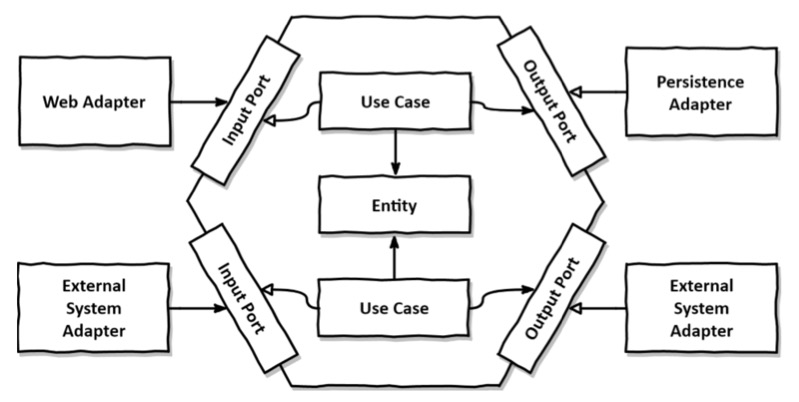 Web Adapter
Input Port
Use Case
Output Port
Persistence
Adapter
Entity
External
System
Adapter
Input Port
Use Case
Output Port
External
System
Adapter